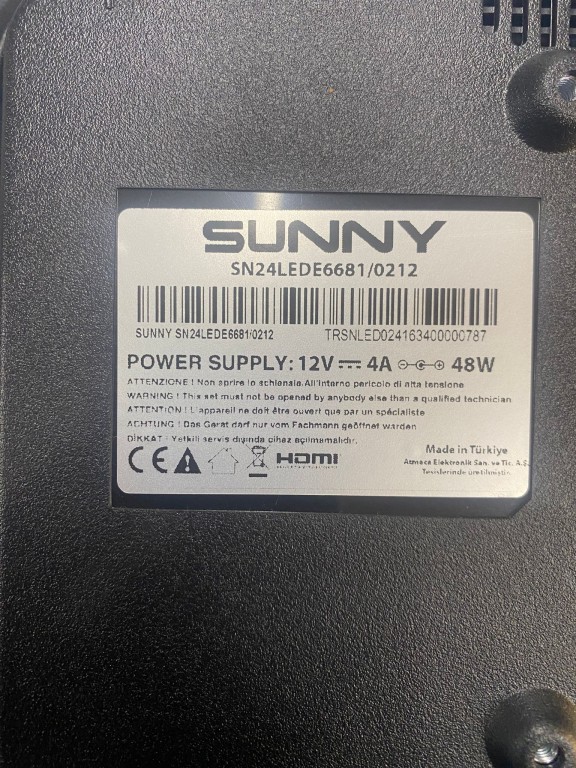 SUNNY
SN24LEDE6681/0212
SUNNY SN24LEDE6681/0212 TRSNLED024163400000787
POWER SUPPLY: 12V 4A 48W
ATTENZIONE ! Non aprire lo schienale.All'interno pericolo di alta tensione
WARNING ! This set must not be opened by anybody else than a qualified technician
ATTENTION ! L'appareil ne doit être ouvert que par un spécialiste
ACHTUNG ! Das Gerät darf nur vom Fachmann geöffnet warden
DİKKAT - Yetkili servis dışında cihaz açılmamalıdır.
CE HDMI
Made in Türkiye
Atmaca Elektronik San. ve Tic. A.Ş.
Tesislerinde üretilmiştir.